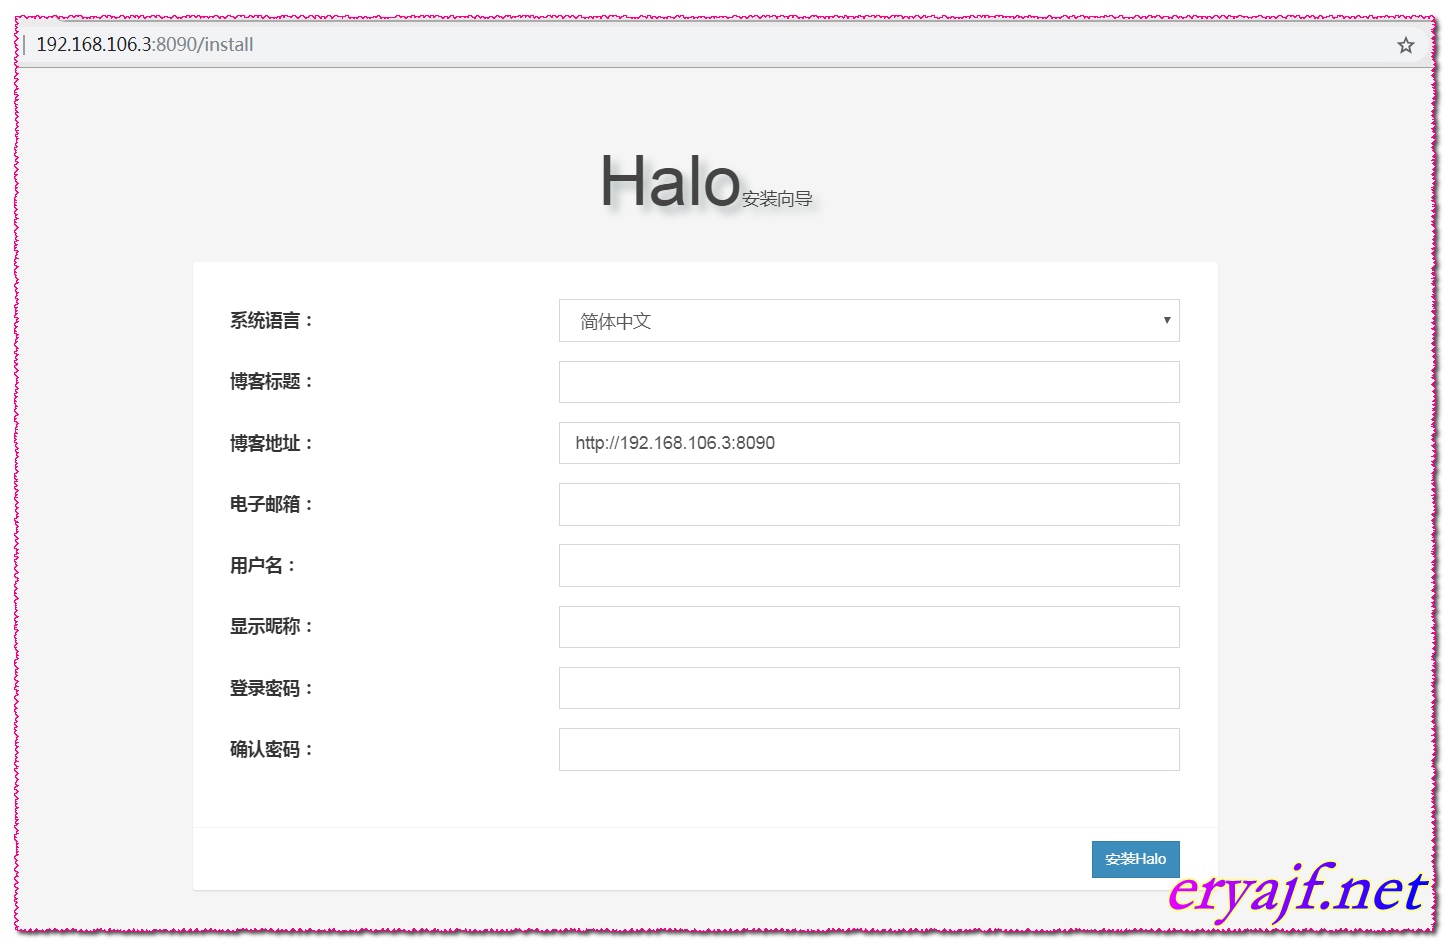 192.168.106.3:8090/install
Halo安装向导
系统语言：
简体中文
博客标题：
博客地址：
http://192.168.106.3:8090
电子邮箱：
用户名：
显示昵称：
登录密码：
确认密码：
安装Halo
eryajf.net